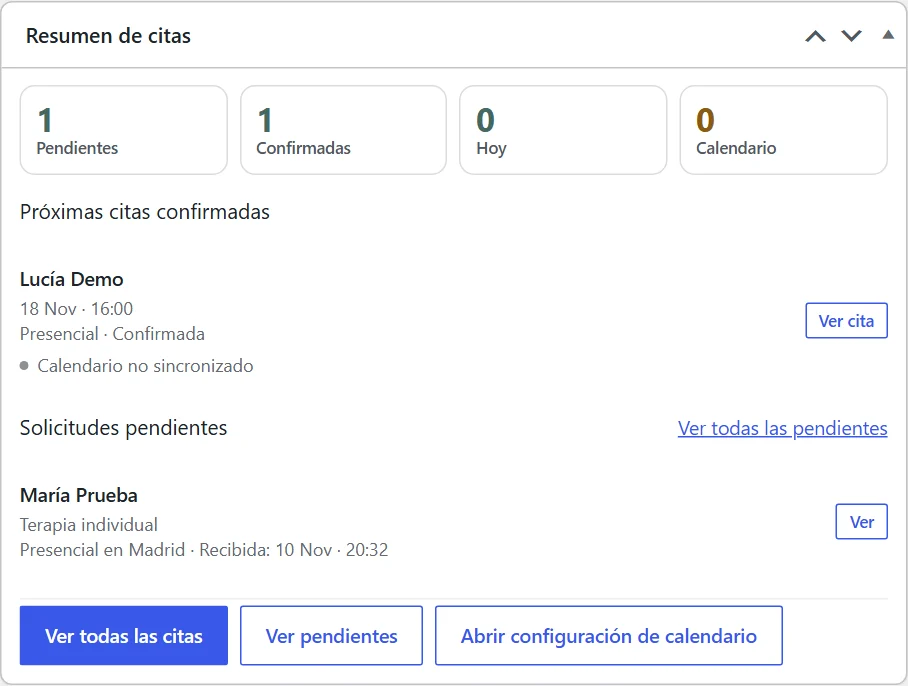 Resumen de citas
1
Pendientes
1
Confirmadas
0
Hoy
0
Calendario
Próximas citas confirmadas
Lucía Demo
18 Nov · 16:00
Presencial · Confirmada
Calendario no sincronizado
Ver cita
Solicitudes pendientes
Ver todas las pendientes
María Prueba
Terapia individual
Presencial en Madrid · Recibida: 10 Nov · 20:32
Ver
Ver todas las citas
Ver pendientes
Abrir configuración de calendario